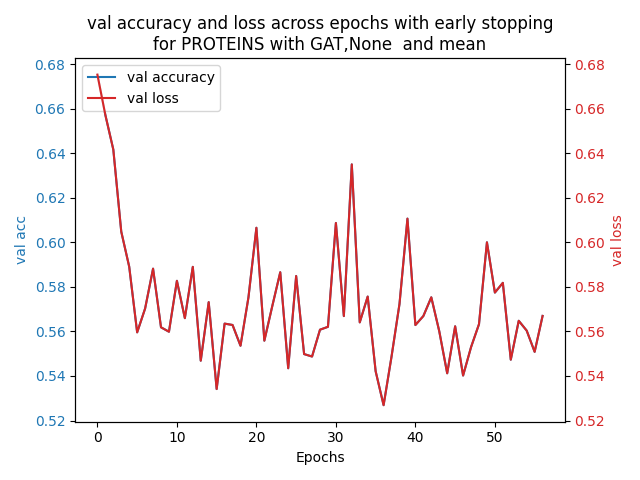 val accuracy and loss across epochs with early stopping
for PROTEINS with GAT,None  and mean
val accuracy
val loss
0.68
0.66
0.64
0.62
0.60
0.58
0.56
0.54
0.52
val acc
0.68
0.66
0.64
0.62
0.60
0.58
0.56
0.54
0.52
val loss
0 10 20 30 40 50
Epochs